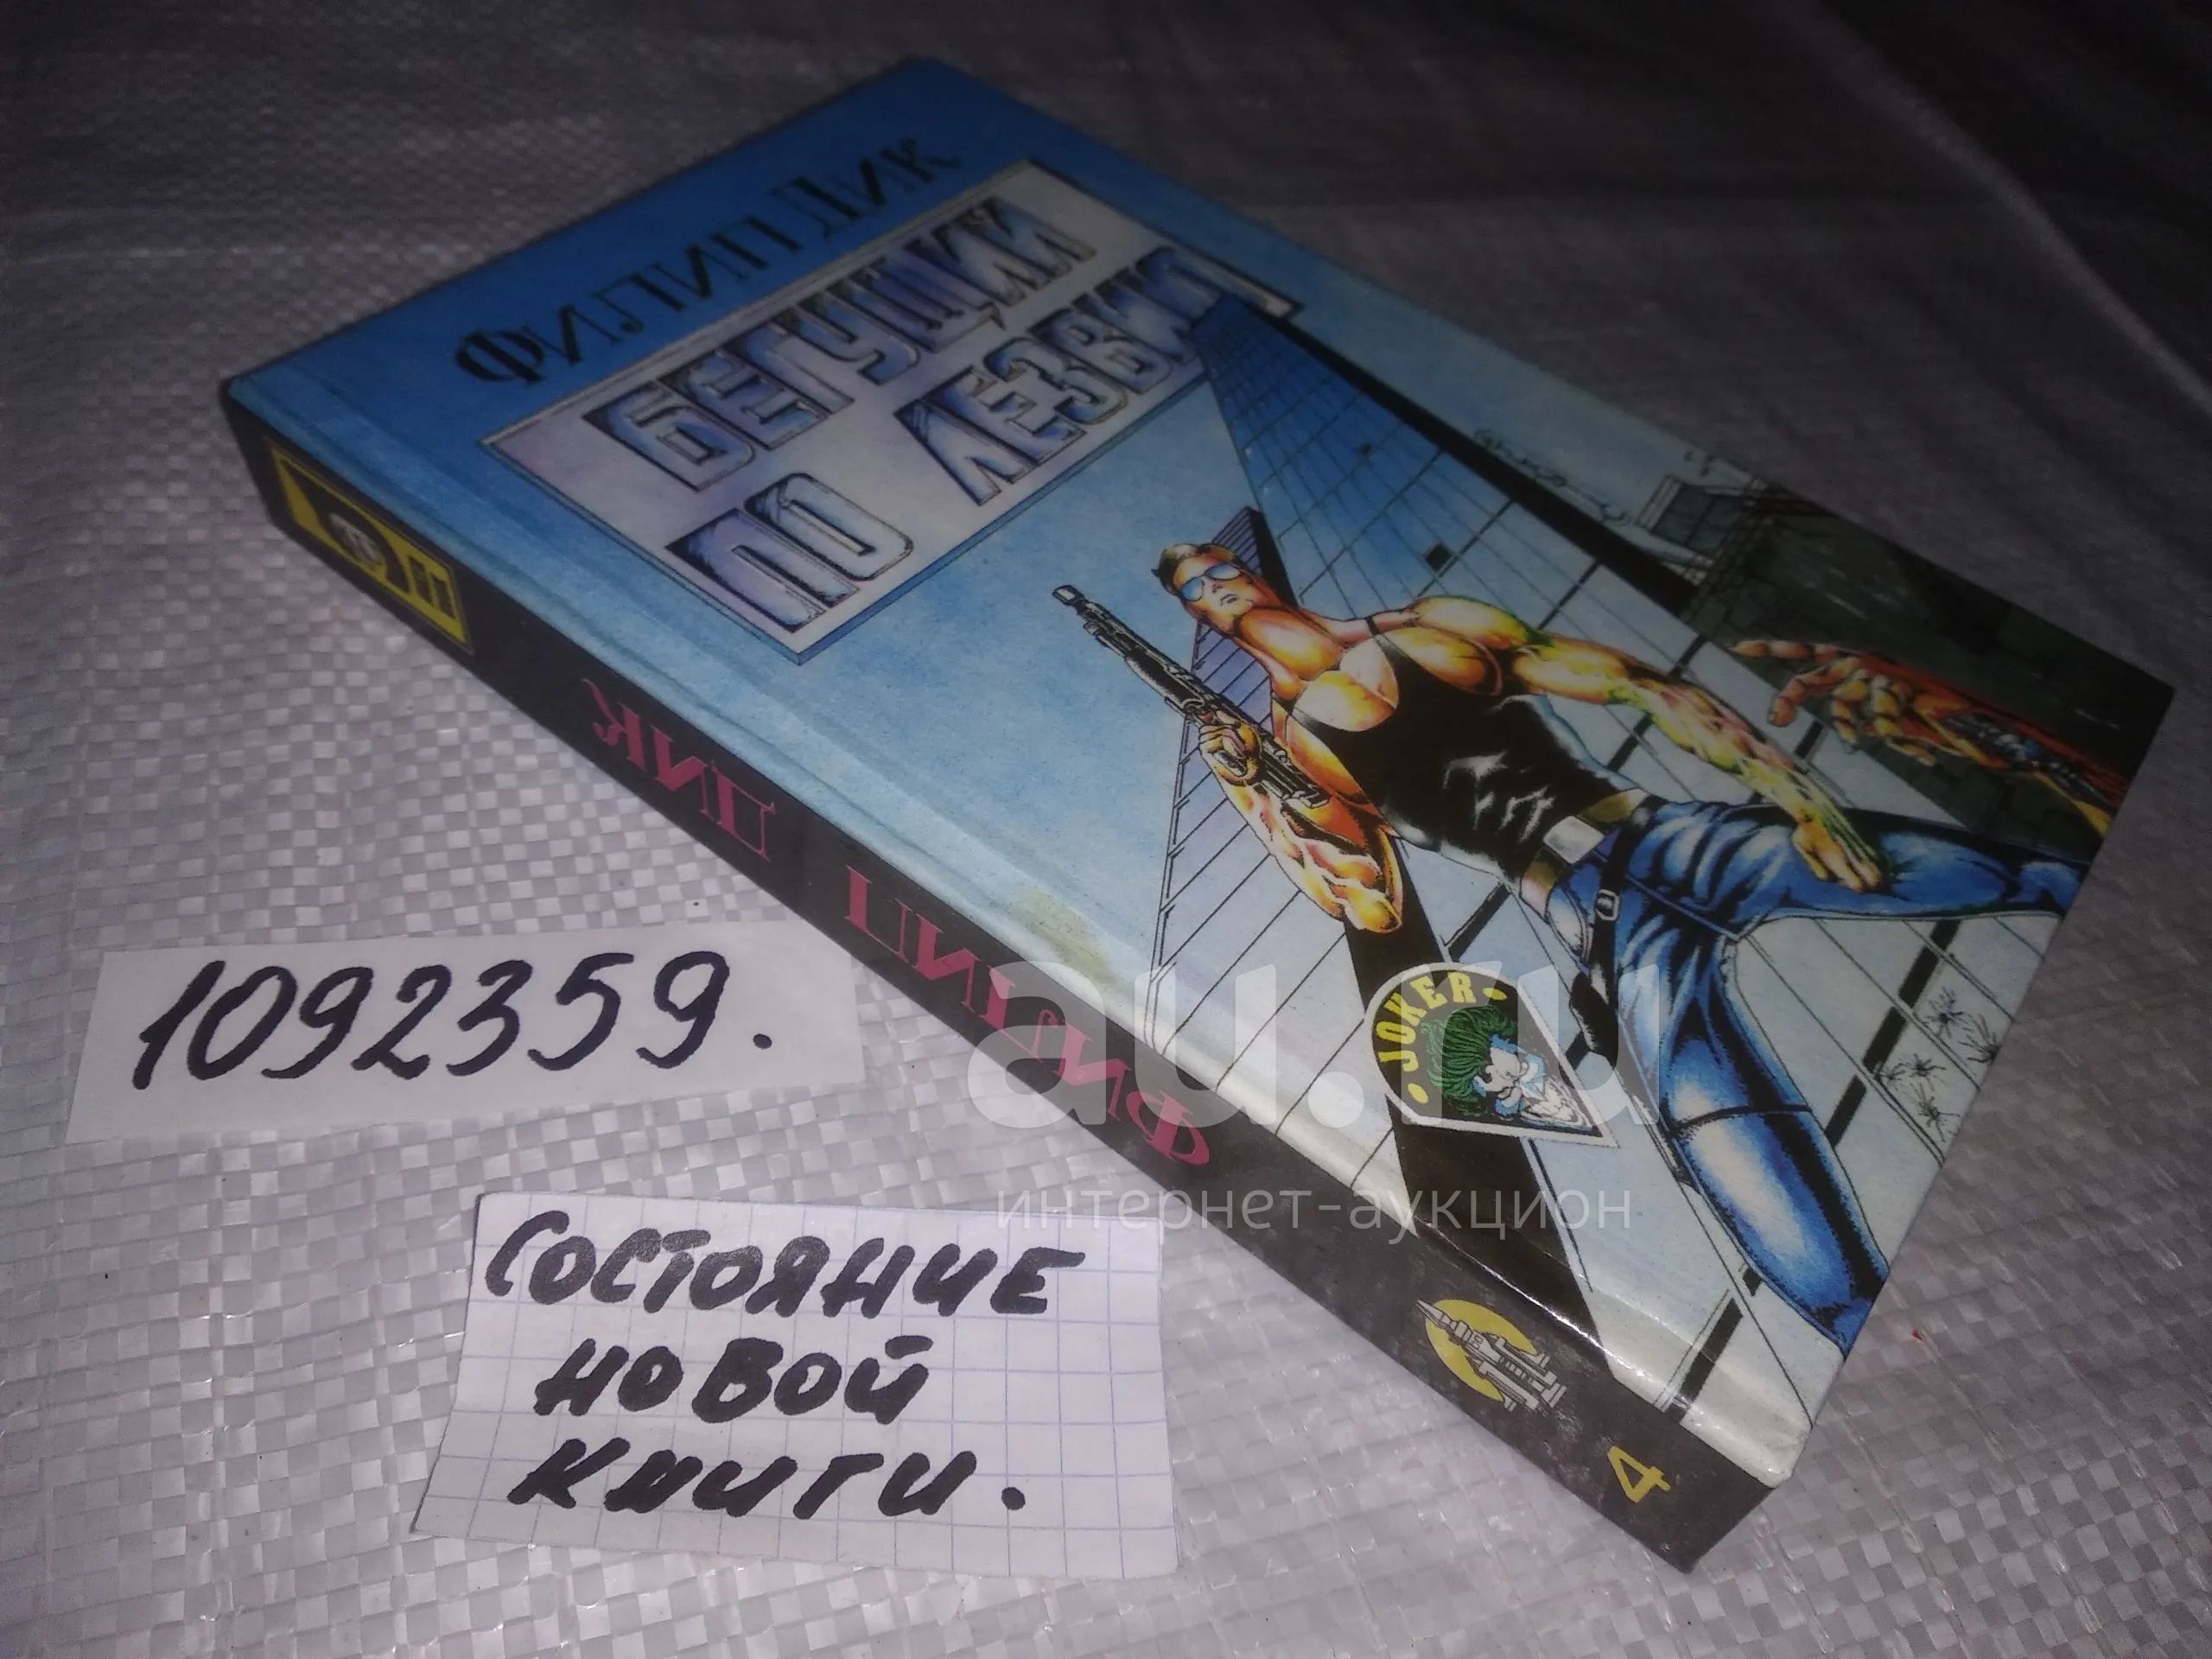 ФИЛИП ДИК
БЕГУЩИЙ
ПО ЛЕЗВИЮ
JOKER
ФИЛИП ДИК
4
1092359.
СОСТОЯНИЕ
НОВОЙ
КНИГИ.
au.ru
интернет-аукцион